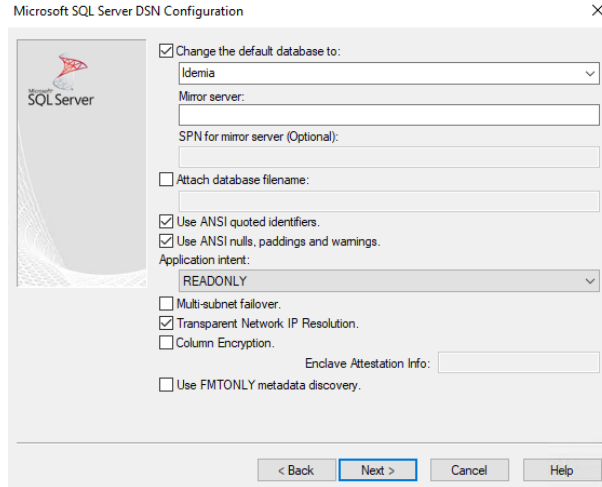 Microsoft SQL Server DSN Configuration
Change the default database to:
Idemia
Mirror server:
SPN for mirror server (Optional):
Attach database filename:
Use ANSI quoted identifiers.
Use ANSI nulls, paddings and warnings.
Application intent:
READONLY
Multi-subnet failover.
Transparent Network IP Resolution.
Column Encryption.
Enclave Attestation Info:
Use FMTONLY metadata discovery.
Microsoft
SQL Server
< Back Next > Cancel Help